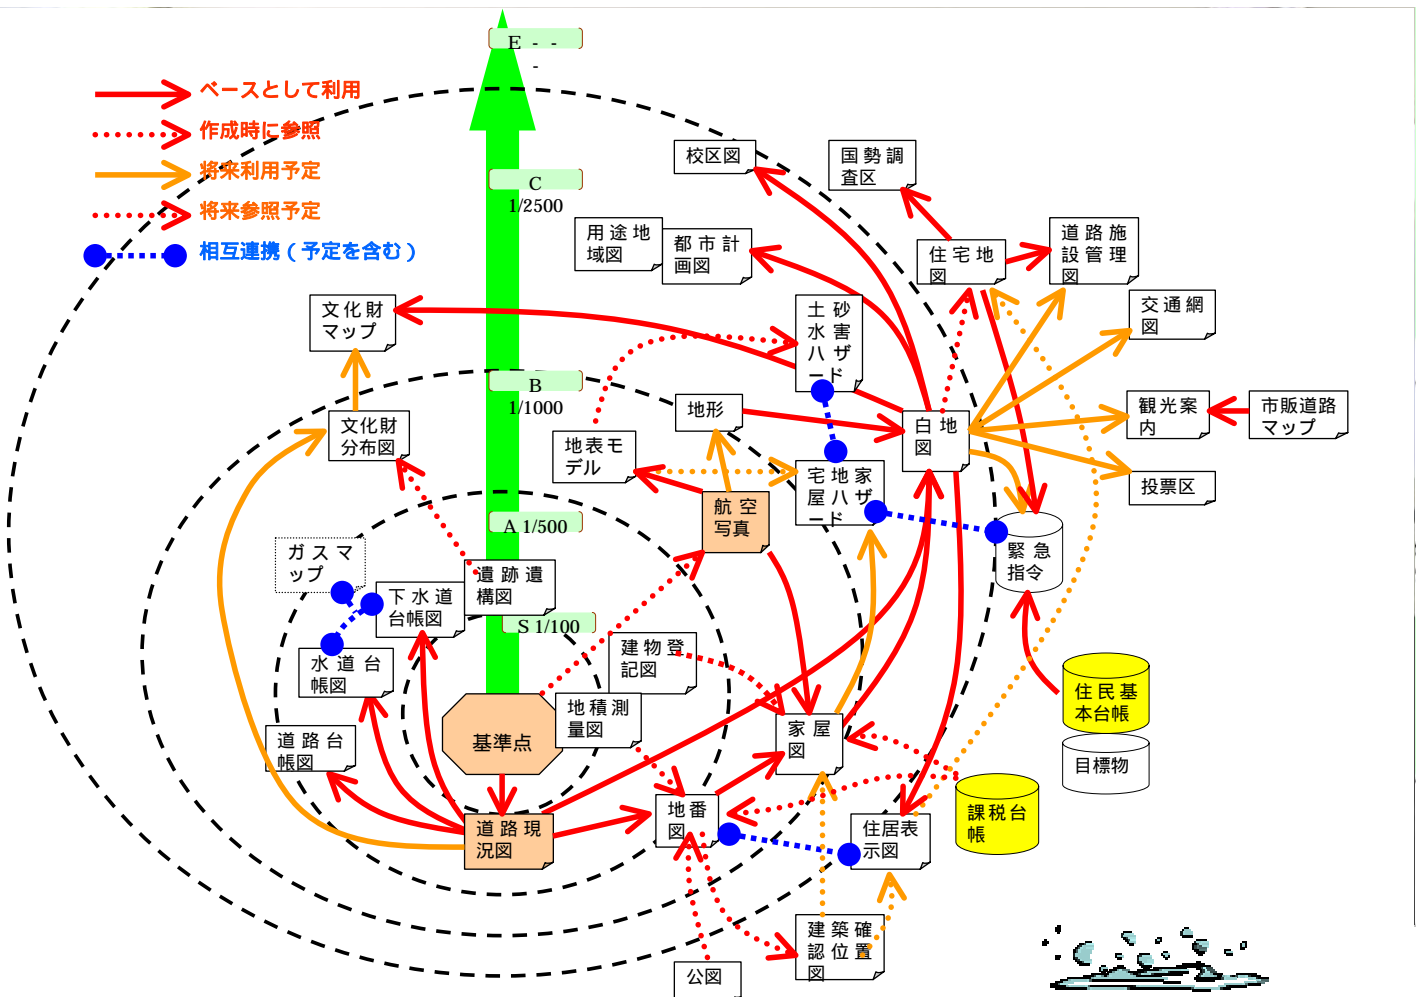 E - -
-
ベースとして利用
作成時に参照
将来利用予定
将来参照予定
相互連携（予定を含む）
C
1/2500
校区図
国勢調
査区
用途地
域図
都市計
画図
住宅地
図
道路施
設管理
図
交通網
図
文化財
マップ
土砂
水害
ハザ
ード
B
1/1000
地形
白地
図
観光案
内
市販道路
マップ
文化財
分布図
地表モ
デル
宅地家
屋ハザ
ード
投票区
航空
写真
A 1/500
ガスマ
ップ
緊急
指令
遺跡遺
構図
下水道
台帳図
S 1/100
建物登
記図
水道台
帳図
住民基
本台帳
地積測
量図
基準点
家屋
図
道路台
帳図
目標物
課税台
帳
地番
図
道路現
況図
住居表
示図
建築確
認位置
図
公図